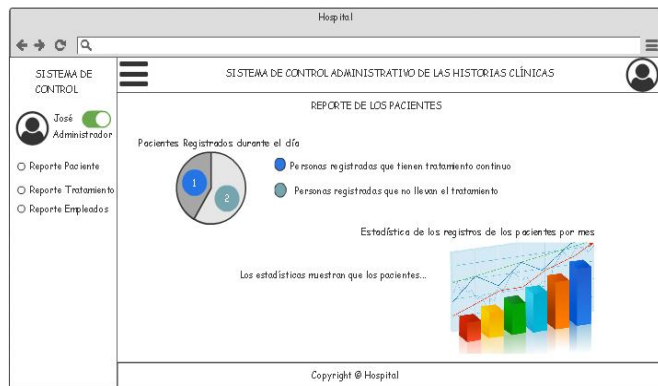 Hospital
SISTEMA DE
CONTROL
SISTEMA DE CONTROL ADMINISTRATIVO DE LAS HISTORIAS CLÍNICAS
José
Administrador
Reporte Paciente
Reporte Tratamiento
Reporte Empleados
REPORTE DE LOS PACIENTES
Pacientes Registrados durante el día
1
2
Personas registradas que tienen tratamiento continuo
Personas registradas que no llevan el tratamiento
Estadística de los registros de los pacientes por mes
Los estadísticas muestran que los pacientes...
Copyright @ Hospital